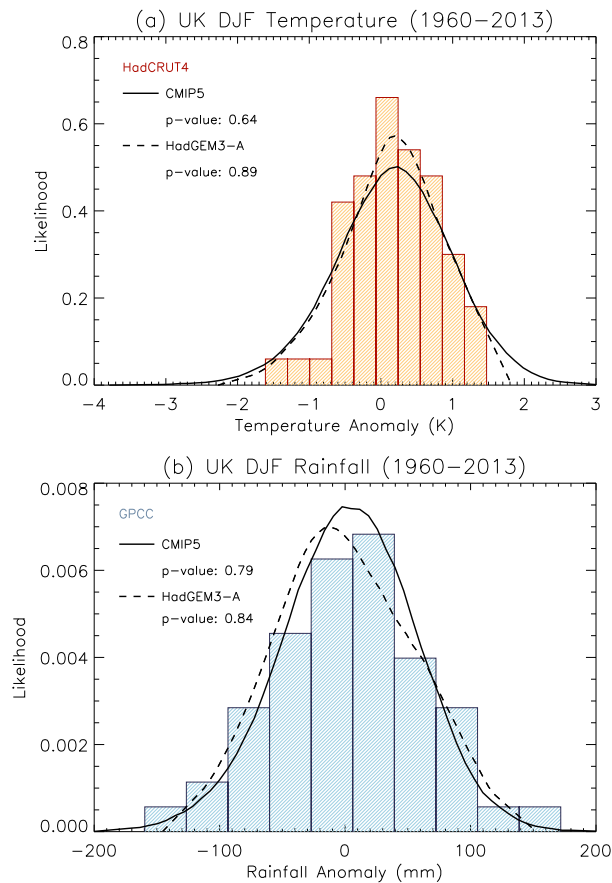 (a) UK DJF Temperature (1960−2013)
0.8
HadCRUT4
CMIP5
p−value: 0.64
0.6
HadGEM3−A
p−value: 0.89
Likelihood
0.4
0.2
0.0
−4 −3 −2 −1 0 1 2 3
Temperature Anomaly (K)
(b) UK DJF Rainfall (1960−2013)
0.008
GPCC
CMIP5
p−value: 0.79
0.006
HadGEM3−A
p−value: 0.84
Likelihood
0.004
0.002
0.000
−200 −100 0 100 200
Rainfall Anomaly (mm)